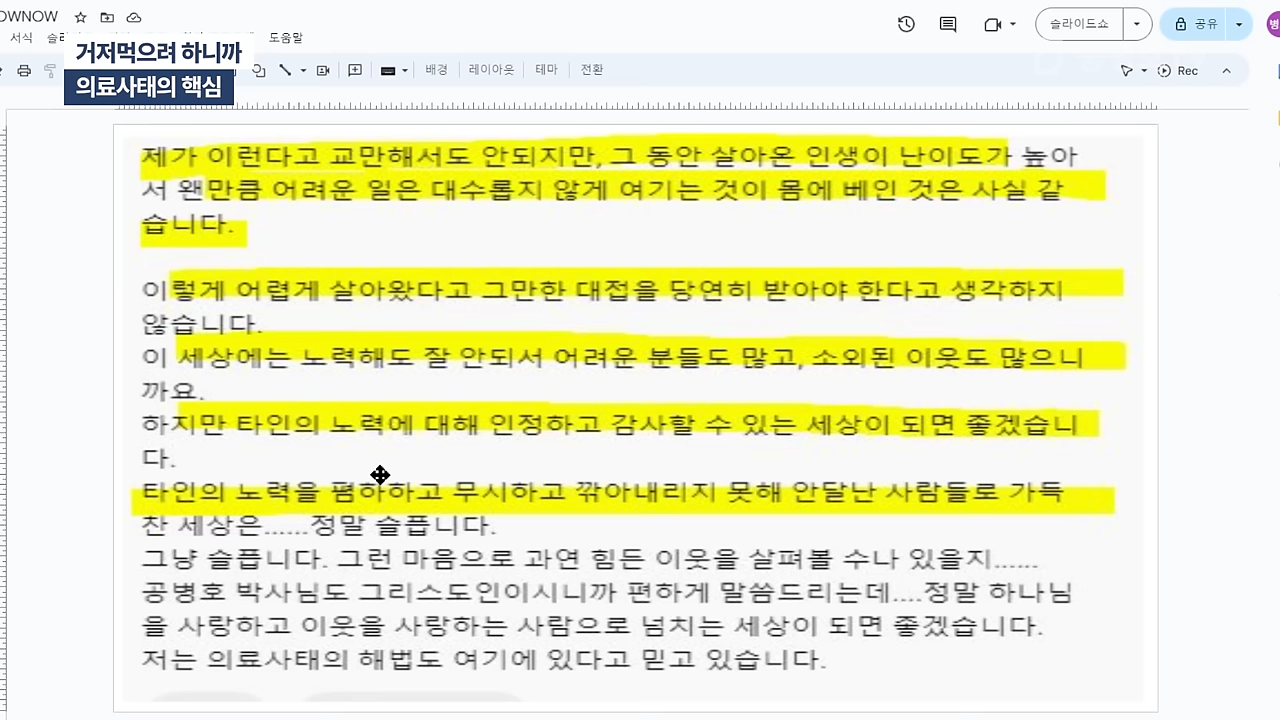 OWNOW
서식
도움말
슬라이드쇼
공유
병
거저먹으려 하니까
의료사태의 핵심
배경
레이아웃
테마
전환
Rec
제가 이런다고 교만해서도 안되지만, 그 동안 살아온 인생이 난이도가 높아
서 왠만큼 어려운 일은 대수롭지 않게 여기는 것이 몸에 베인 것은 사실 같
습니다.
이렇게 어렵게 살아왔다고 그만한 대접을 당연히 받아야 한다고 생각하지
않습니다.
이 세상에는 노력해도 잘 안되서 어려운 분들도 많고, 소외된 이웃도 많으니
까요.
하지만 타인의 노력에 대해 인정하고 감사할 수 있는 세상이 되면 좋겠습니
다.
타인의 노력을 폄하하고 무시하고 깎아내리지 못해 안달난 사람들로 가득
찬 세상은......정말 슬픕니다.
그냥 슬픕니다. 그런 마음으로 과연 힘든 이웃을 살펴볼 수나 있을지......
공병호 박사님도 그리스도인이시니까 편하게 말씀드리는데....정말 하나님
을 사랑하고 이웃을 사랑하는 사람으로 넘치는 세상이 되면 좋겠습니다.
저는 의료사태의 해법도 여기에 있다고 믿고 있습니다.